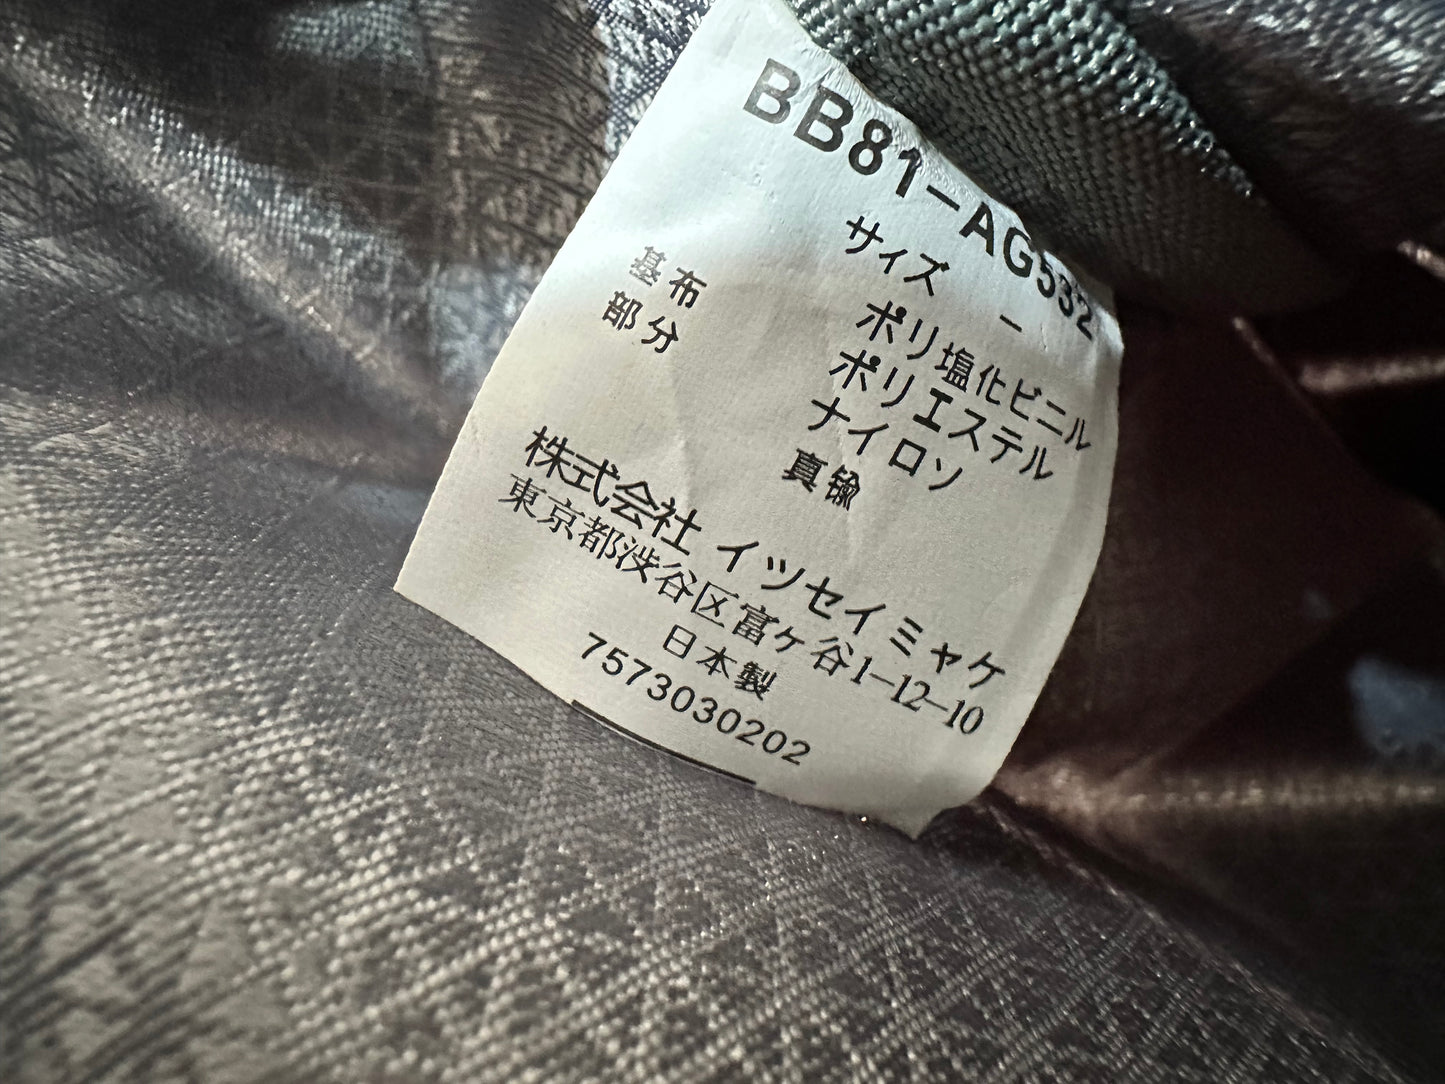 BB81-AG532
サイズ -
基布 ポリ塩化ビニル
部分 ポリエステル
ナイロン
真鍮
株式会社 イッセイミヤケ
東京都渋谷区富ヶ谷1-12-10
日本製
7573030202